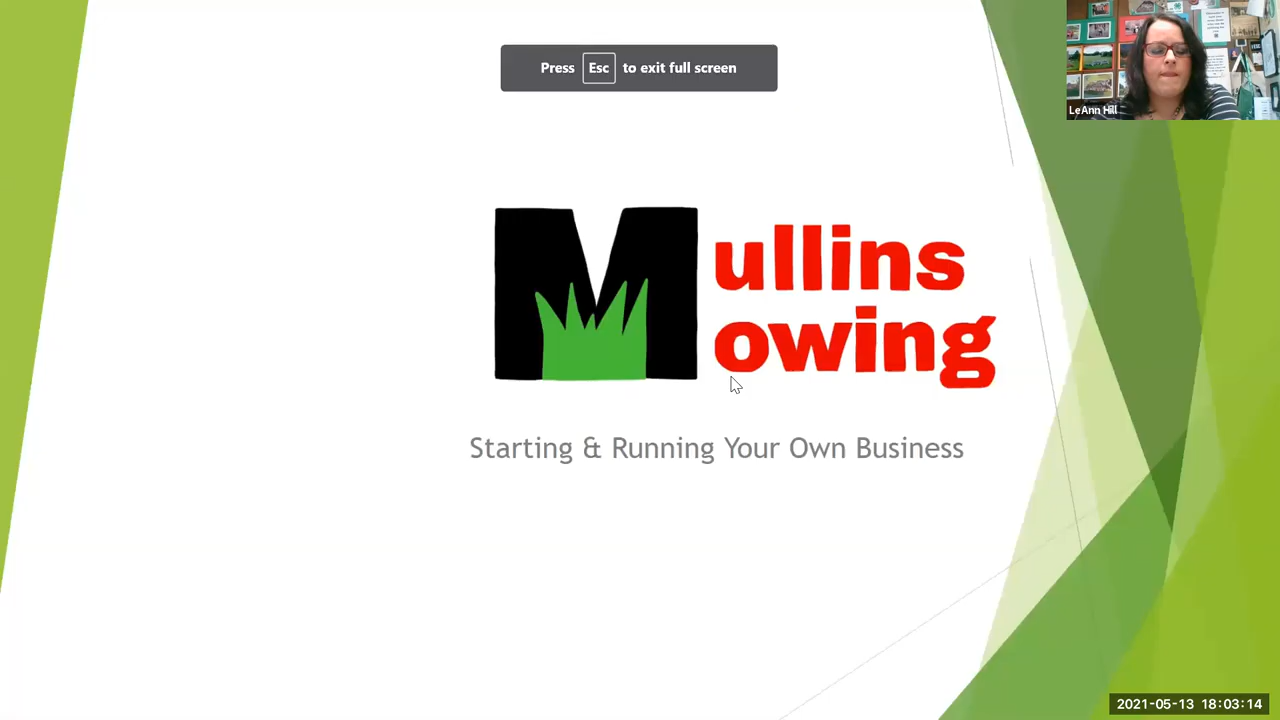 Press Esc to exit full screen
LeAnn Hill
Mullins
Mowing
Starting & Running Your Own Business
2021-05-13 18:03:14